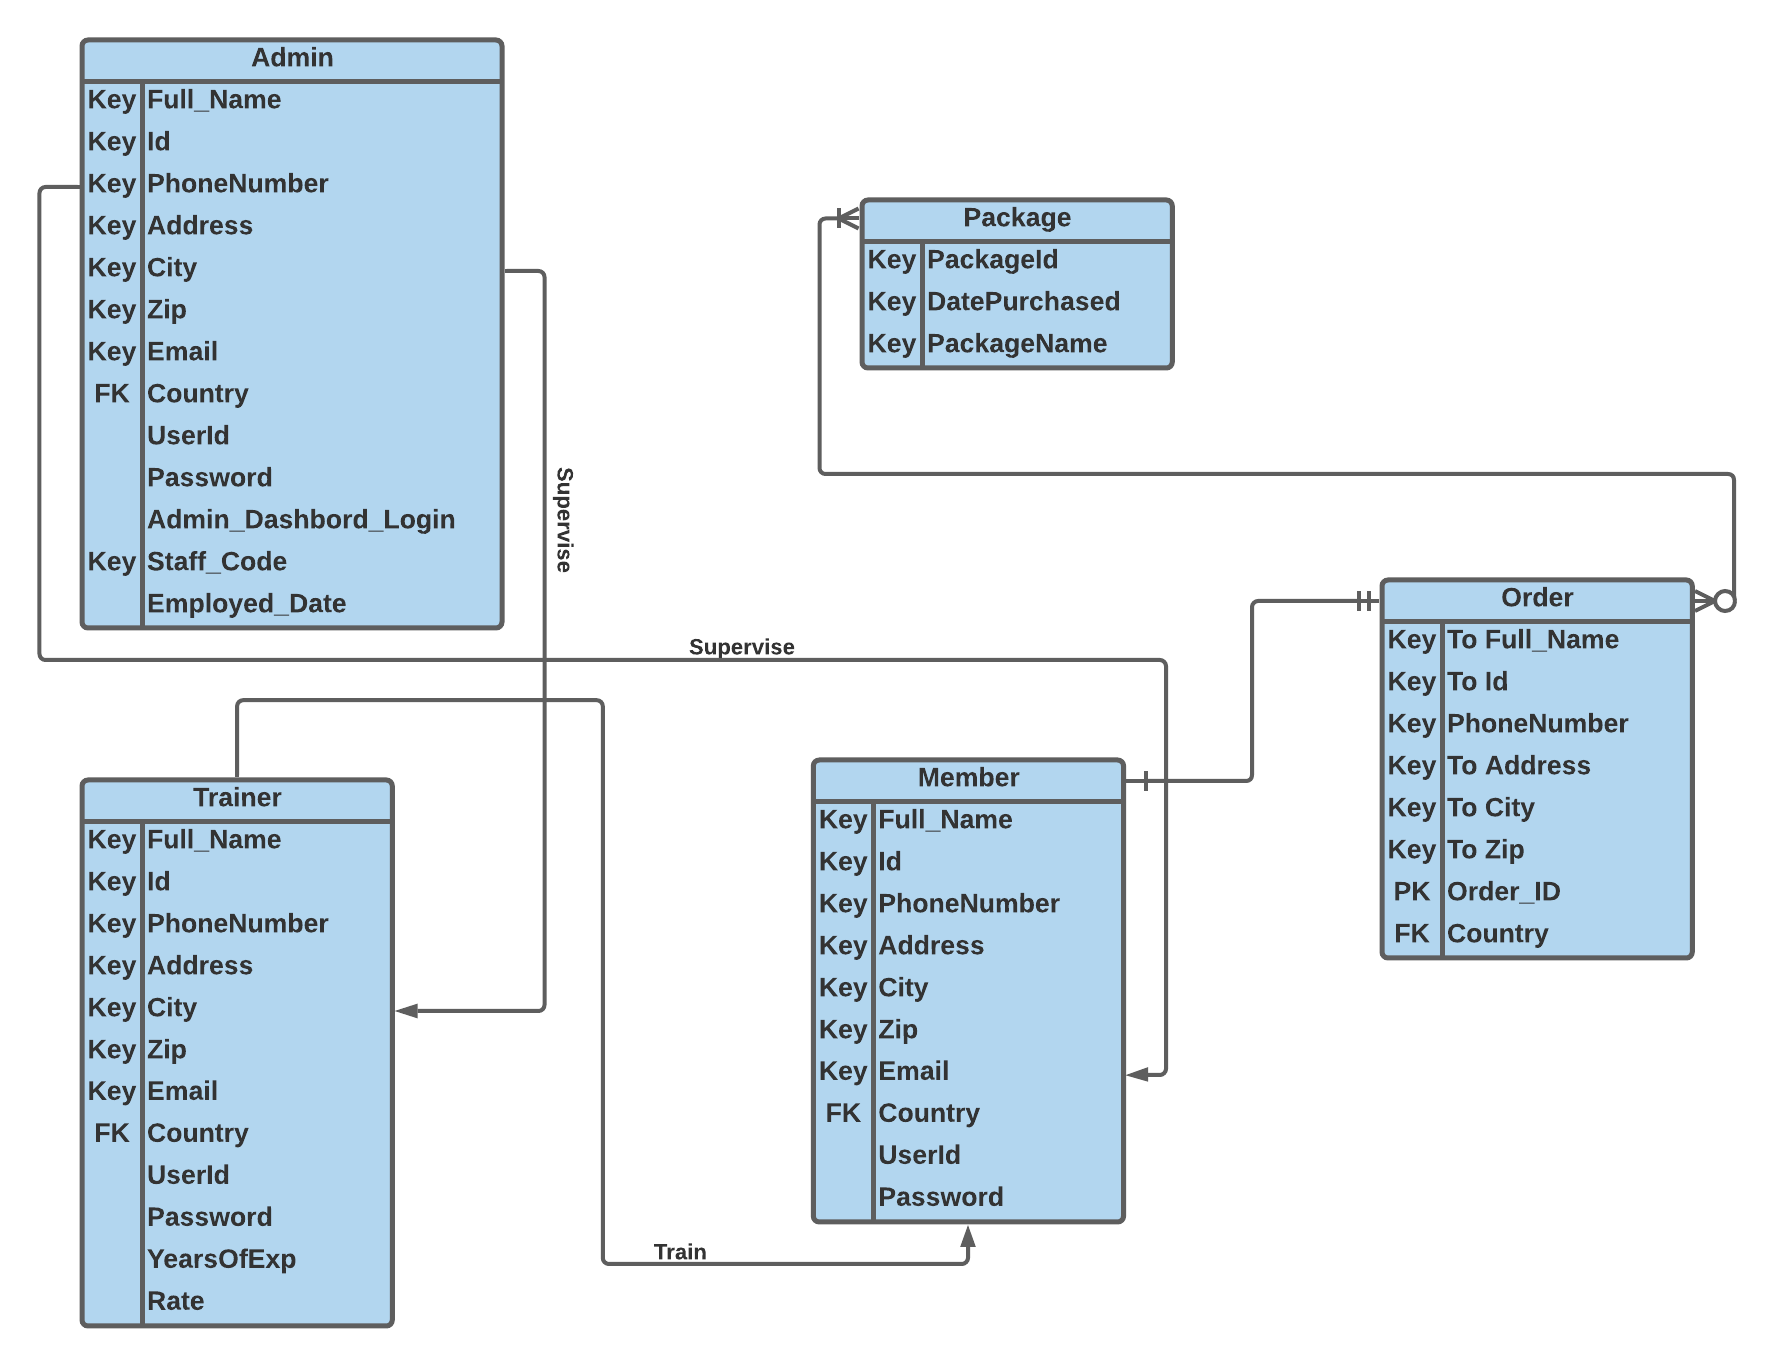 Admin
Key Full_Name
Key Id
Key PhoneNumber
Key Address
Key City
Key Zip
Key Email
FK Country
UserId
Password
Admin_Dashbord_Login
Key Staff_Code
Employed_Date
Supervise
Package
Key PackageId
Key DatePurchased
Key PackageName
Supervise
Order
Key To Full_Name
Key To Id
Key PhoneNumber
Key To Address
Key To City
Key To Zip
PK Order_ID
FK Country
Trainer
Key Full_Name
Key Id
Key PhoneNumber
Key Address
Key City
Key Zip
Key Email
FK Country
UserId
Password
YearsOfExp
Rate
Train
Member
Key Full_Name
Key Id
Key PhoneNumber
Key Address
Key City
Key Zip
Key Email
FK Country
UserId
Password